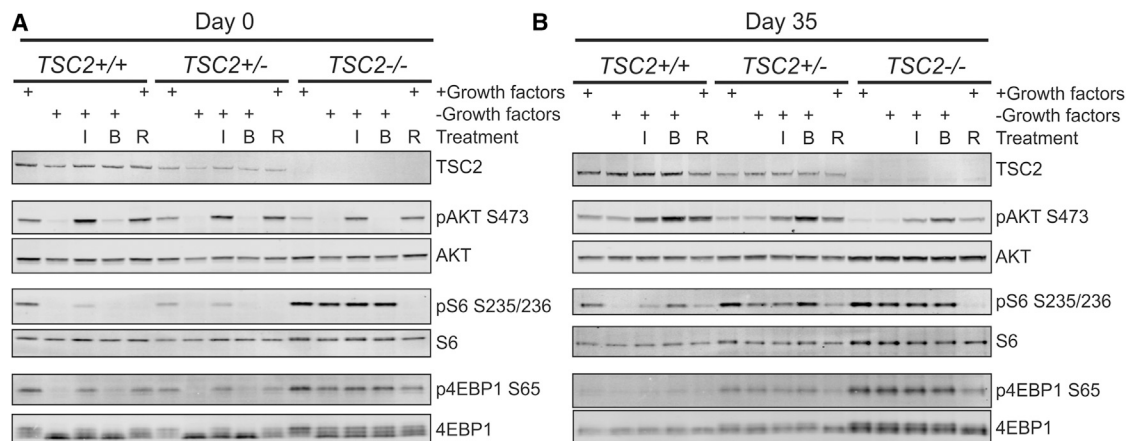 A
Day 0
TSC2+/+ TSC2+/- TSC2-/-
+ + + + + + +Growth factors
+ + + + + + + + + -Growth factors
I B R I B R I B R Treatment
TSC2
pAKT S473
AKT
pS6 S235/236
S6
p4EBP1 S65
4EBP1
B
Day 35
TSC2+/+ TSC2+/- TSC2-/-
+ + + + + + +Growth factors
+ + + + + + + + + -Growth factors
I B R I B R I B R Treatment
TSC2
pAKT S473
AKT
pS6 S235/236
S6
p4EBP1 S65
4EBP1